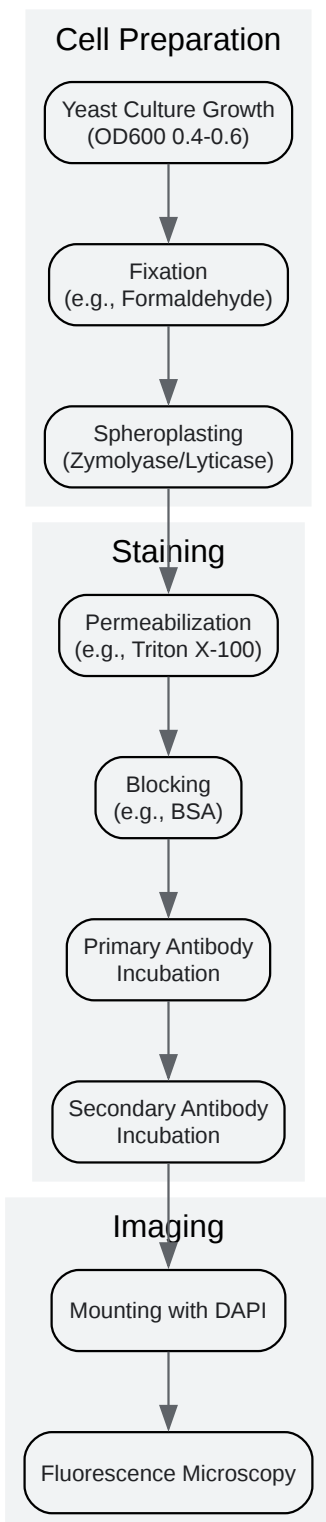 Cell Preparation
Yeast Culture Growth
(OD600 0.4-0.6)
Fixation
(e.g., Formaldehyde)
Spheroplasting
(Zymolyase/Lyticase)
Staining
Permeabilization
(e.g., Triton X-100)
Blocking
(e.g., BSA)
Primary Antibody
Incubation
Secondary Antibody
Incubation
Imaging
Mounting with DAPI
Fluorescence Microscopy